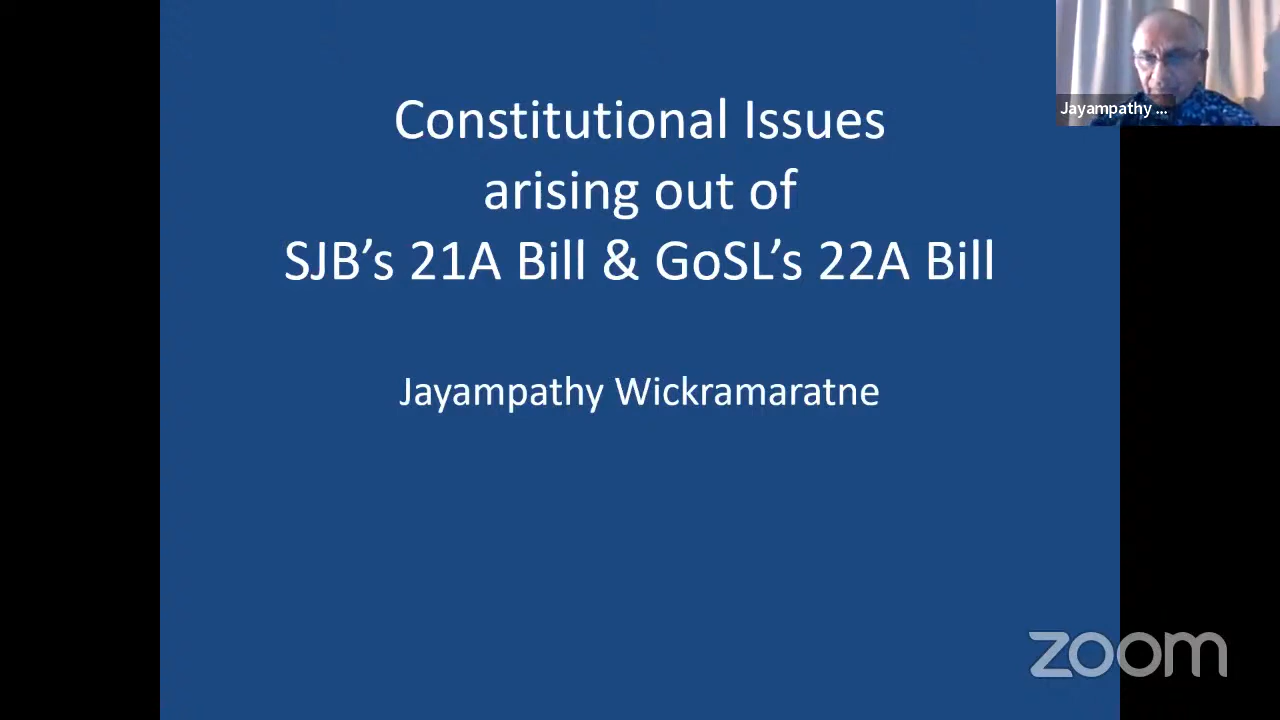 Constitutional Issues
arising out of
SJB’s 21A Bill & GoSL’s 22A Bill
Jayampathy Wickramaratne
Jayampathy ...
zoom